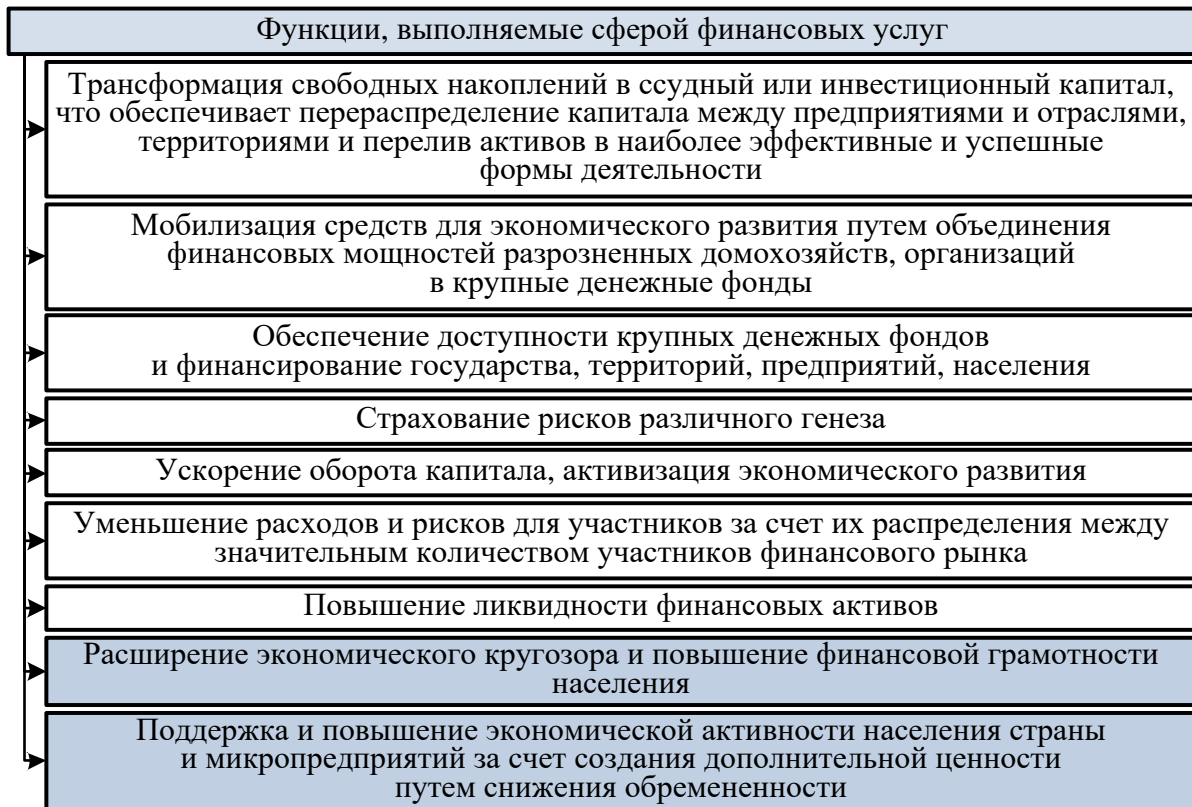 Функции, выполняемые сферой финансовых услуг
Трансформация свободных накоплений в ссудный или инвестиционный капитал,
что обеспечивает перераспределение капитала между предприятиями и отраслями,
территориями и перелив активов в наиболее эффективные и успешные
формы деятельности
Мобилизация средств для экономического развития путем объединения
финансовых мощностей разрозненных домохозяйств, организаций
в крупные денежные фонды
Обеспечение доступности крупных денежных фондов
и финансирование государства, территорий, предприятий, населения
Страхование рисков различного генеза
Ускорение оборота капитала, активизация экономического развития
Уменьшение расходов и рисков для участников за счет их распределения между
значительным количеством участников финансового рынка
Повышение ликвидности финансовых активов
Расширение экономического кругозора и повышение финансовой грамотности
населения
Поддержка и повышение экономической активности населения страны
и микропредприятий за счет создания дополнительной ценности
путем снижения обремененности